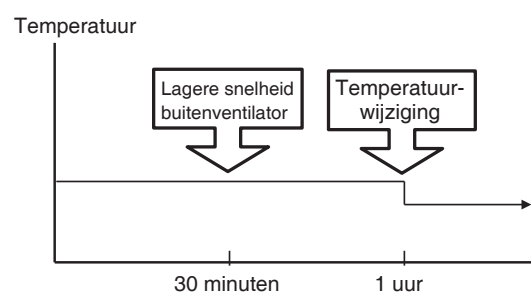 Temperatuur
Lagere snelheid
buitenventilator
Temperatuur-
wijziging
30 minuten
1 uur